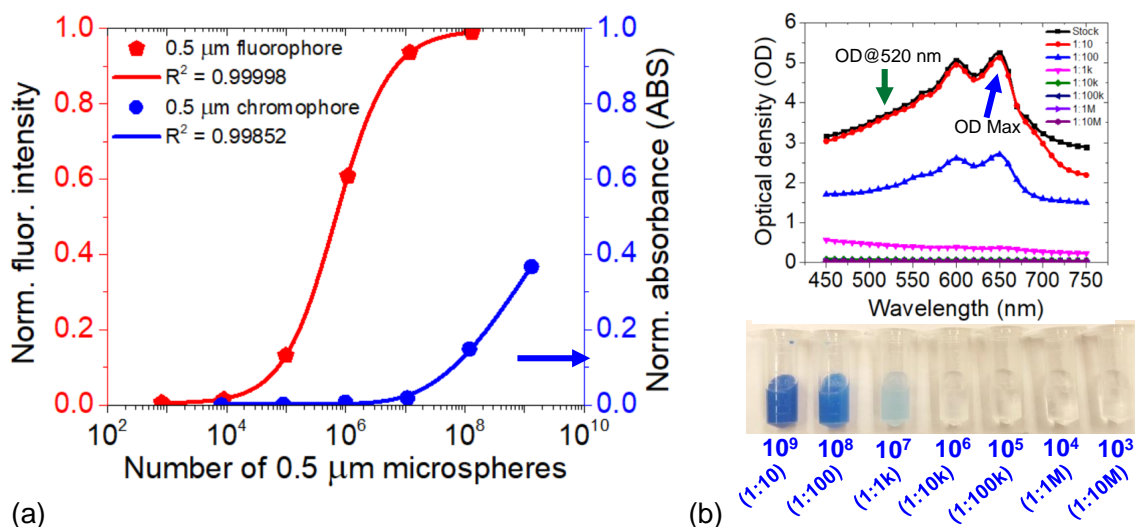 (a)
1.0
0.8
0.6
0.4
0.2
0.0
Norm. fluor. intensity
0.5 μm fluorophore
R² = 0.99998
0.5 μm chromophore
R² = 0.99852
1.0
0.8
0.6
0.4
0.2
0.0
Norm. absorbance (ABS)
10² 10⁴ 10⁶ 10⁸ 10¹⁰
Number of 0.5 μm microspheres
(b)
6
5
4
3
2
1
0
Optical density (OD)
OD@520 nm
OD Max
Stock
1:10
1:100
1:1k
1:10k
1:100k
1:1M
1:10M
450 500 550 600 650 700 750
Wavelength (nm)
10⁹ 10⁸ 10⁷ 10⁶ 10⁵ 10⁴ 10³
(1:10) (1:100) (1:1k) (1:10k) (1:100k) (1:1M) (1:10M)